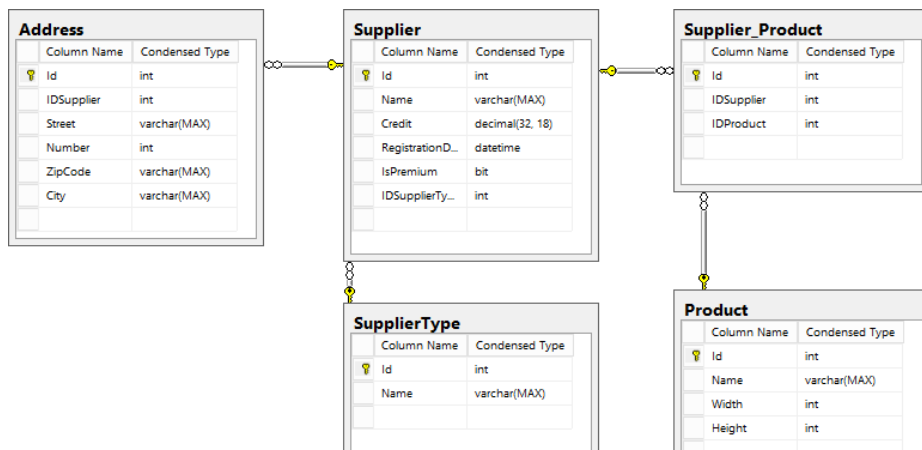 Address
Column Name Condensed Type
Id int
IDSupplier int
Street varchar(MAX)
Number int
ZipCode varchar(MAX)
City varchar(MAX)
Supplier
Column Name Condensed Type
Id int
Name varchar(MAX)
Credit decimal(32, 18)
RegistrationD... datetime
IsPremium bit
IDSupplierTy... int
Supplier_Product
Column Name Condensed Type
Id int
IDSupplier int
IDProduct int
SupplierType
Column Name Condensed Type
Id int
Name varchar(MAX)
Product
Column Name Condensed Type
Id int
Name varchar(MAX)
Width int
Height int